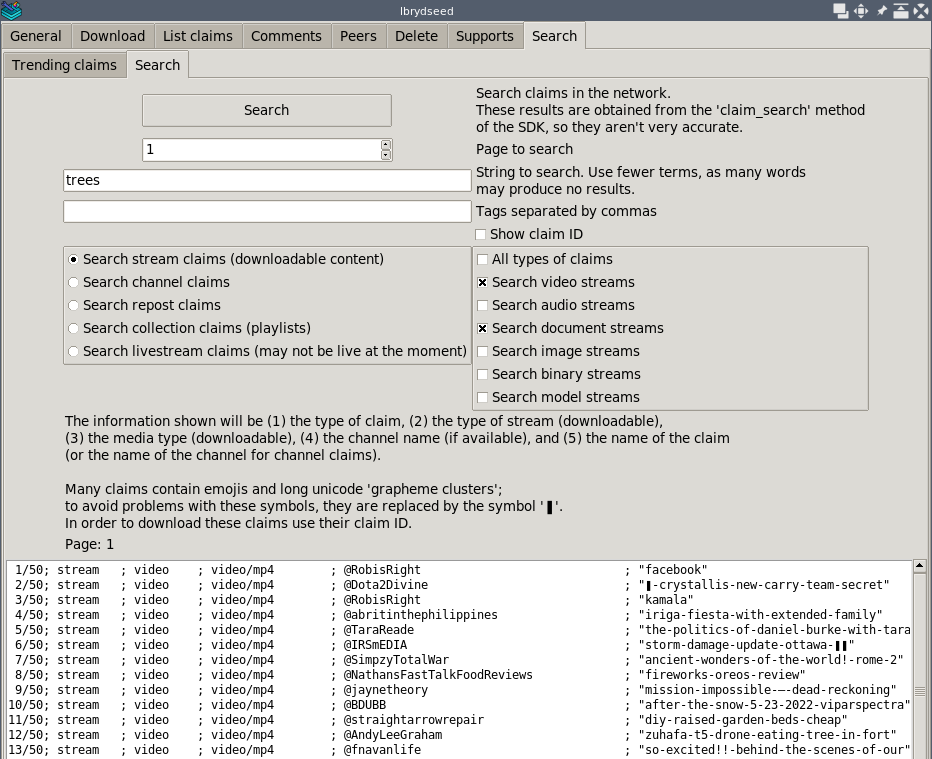 lbrydseed
General Download List claims Comments Peers Delete Supports Search
Trending claims Search
Search
Search claims in the network.
These results are obtained from the 'claim_search' method
of the SDK, so they aren't very accurate.
1
Page to search
trees
String to search. Use fewer terms, as many words
may produce no results.
Tags separated by commas
Show claim ID
Search stream claims (downloadable content)
Search channel claims
Search repost claims
Search collection claims (playlists)
Search livestream claims (may not be live at the moment)
All types of claims
Search video streams
Search audio streams
Search document streams
Search image streams
Search binary streams
Search model streams
The information shown will be (1) the type of claim, (2) the type of stream (downloadable),
(3) the media type (downloadable), (4) the channel name (if available), and (5) the name of the claim
(or the name of the channel for channel claims).
Many claims contain emojis and long unicode 'grapheme clusters';
to avoid problems with these symbols, they are replaced by the symbol '❚'.
In order to download these claims use their claim ID.
Page: 1
1/50; stream ; video ; video/mp4 ; @RobisRight ; "facebook"
2/50; stream ; video ; video/mp4 ; @Dota2Divine ; "❚-crystallis-new-carry-team-secret"
3/50; stream ; video ; video/mp4 ; @RobisRight ; "kamala"
4/50; stream ; video ; video/mp4 ; @abritinthephilippines ; "iriga-fiesta-with-extended-family"
5/50; stream ; video ; video/mp4 ; @TaraReade ; "the-politics-of-daniel-burke-with-tara
6/50; stream ; video ; video/mp4 ; @IRSmEDIA ; "storm-damage-update-ottawa-❚❚"
7/50; stream ; video ; video/mp4 ; @SimpzyTotalWar ; "ancient-wonders-of-the-world!-rome-2"
8/50; stream ; video ; video/mp4 ; @NathansFastTalkFoodReviews ; "fireworks-oreos-review"
9/50; stream ; video ; video/mp4 ; @jaynetheory ; "mission-impossible-–-dead-reckoning"
10/50; stream ; video ; video/mp4 ; @BDUBB ; "after-the-snow-5-23-2022-viparspectra"
11/50; stream ; video ; video/mp4 ; @straightarrowrepair ; "diy-raised-garden-beds-cheap"
12/50; stream ; video ; video/mp4 ; @AndyLeeGraham ; "zuhafa-t5-drone-eating-tree-in-fort"
13/50; stream ; video ; video/mp4 ; @fnavanlife ; "so-excited!!-behind-the-scenes-of-our"